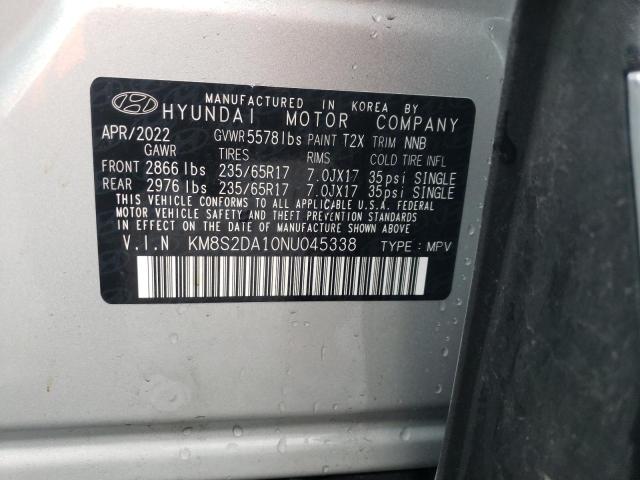 MANUFACTURED IN KOREA BY
HYUNDAI MOTOR COMPANY
APR/2022 GVWR 5578lbs PAINT T2X TRIM NNB
GAWR TIRES RIMS COLD TIRE INFL
FRONT 2866 lbs 235/65R17 7.0JX17 35psi SINGLE
REAR 2976 lbs 235/65R17 7.0JX17 35psi SINGLE
THIS VEHICLE CONFORMS TO ALL APPLICABLE U.S.A. FEDERAL
MOTOR VEHICLE SAFETY AND THEFT PREVENTION STANDARDS
IN EFFECT ON THE DATE OF MANUFACTURE SHOWN ABOVE.
V.I.N KM8S2DA10NU045338 TYPE : MPV